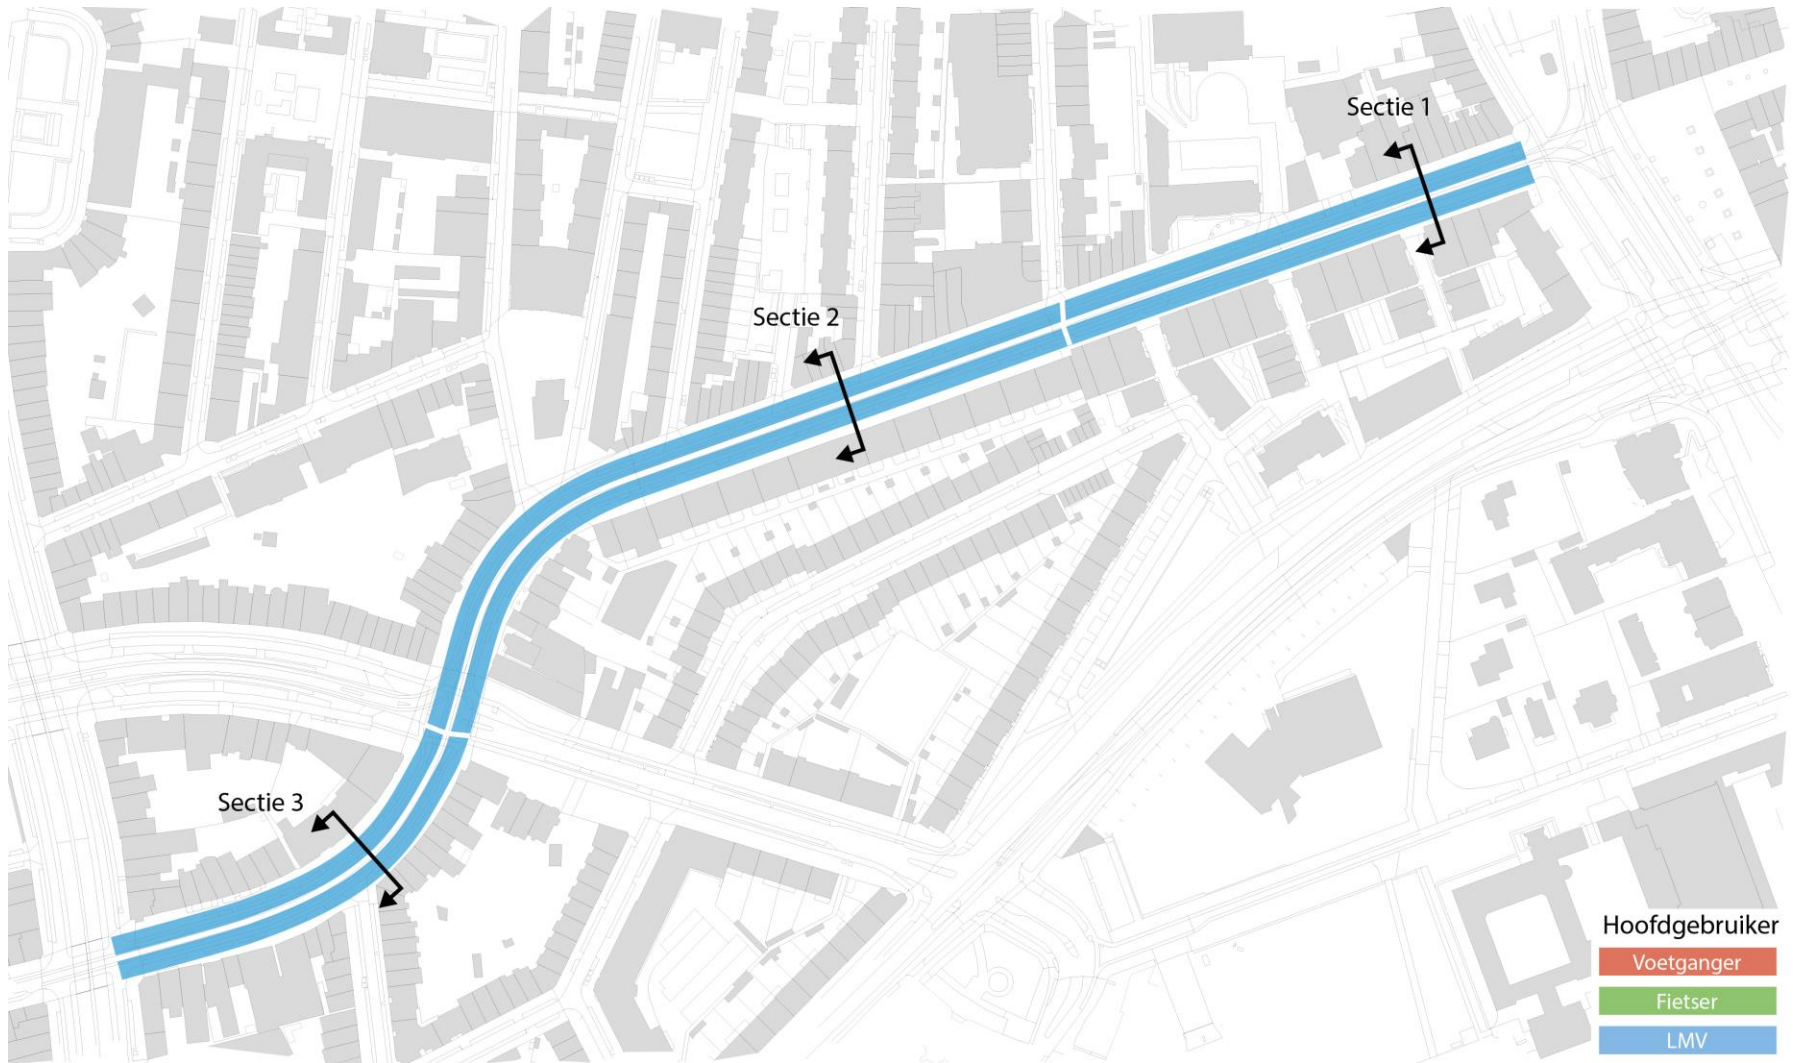 Sectie 1
Sectie 2
Sectie 3
Hoofdgebruiker
Voetganger
Fietser
LMV